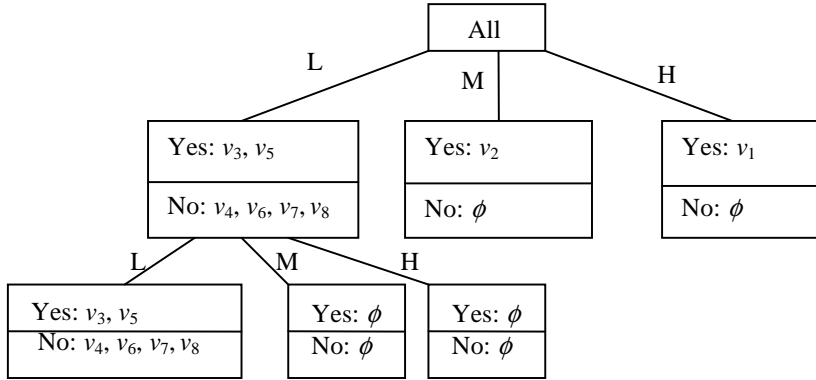 All
L M H
Yes: v₃, v₅ Yes: v₂ Yes: v₁
No: v₄, v₆, v₇, v₈ No: ϕ No: ϕ
L M H
Yes: v₃, v₅ Yes: ϕ Yes: ϕ
No: v₄, v₆, v₇, v₈ No: ϕ No: ϕ